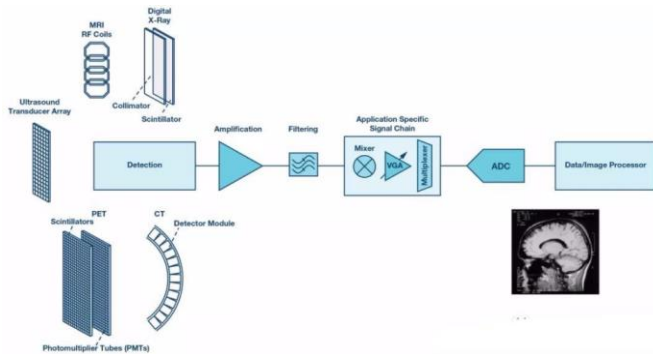 Digital
X-Ray
MRI
RF Coils
Collimator
Scintillator
Ultrasound
Transducer Array
Amplification
Filtering
Application Specific
Signal Chain
Detection
Mixer
VGA
Multiplexer
ADC
Data/Image Processor
PET
Scintillators
CT
Detector Module
Photomultiplier Tubes (PMTs)